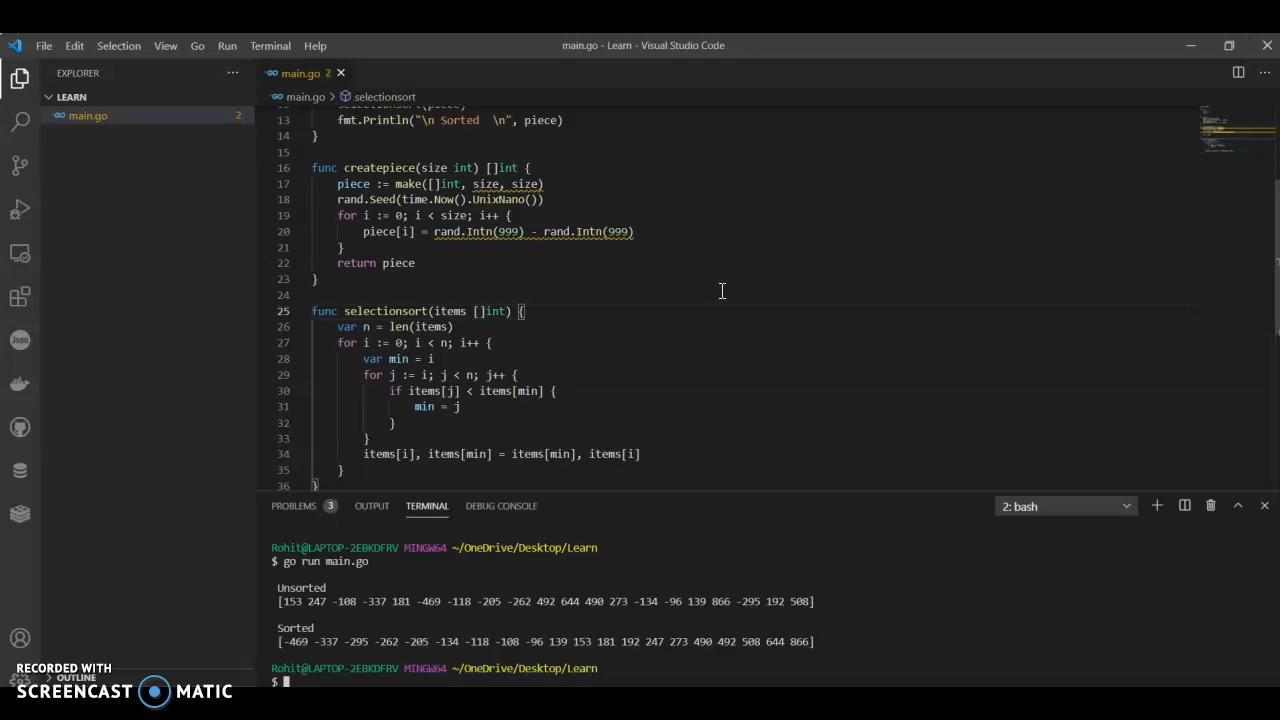 File Edit Selection View Go Run Terminal Help
main.go - Learn - Visual Studio Code
EXPLORER
LEARN
main.go 2
OUTLINE
main.go 2
main.go > selectionsort
selectionsort(piece)
13 fmt.Println("\n Sorted  \n", piece)
14 }
15
16 func createpiece(size int) []int {
17 piece := make([]int, size, size)
18 rand.Seed(time.Now().UnixNano())
19 for i := 0; i < size; i++ {
20 piece[i] = rand.Intn(999) - rand.Intn(999)
21 }
22 return piece
23 }
24
25 func selectionsort(items []int) {
26 var n = len(items)
27 for i := 0; i < n; i++ {
28 var min = i
29 for j := i; j < n; j++ {
30 if items[j] < items[min] {
31 min = j
32 }
33 }
34 items[i], items[min] = items[min], items[i]
35 }
36 }
PROBLEMS 3 OUTPUT TERMINAL DEBUG CONSOLE
2: bash
Rohit@LAPTOP-2EBKDFRV MINGW64 ~/OneDrive/Desktop/Learn
$ go run main.go
Unsorted
[153 247 -108 -337 181 -469 -118 -205 -262 492 644 490 273 -134 -96 139 866 -295 192 508]
Sorted
[-469 -337 -295 -262 -205 -134 -118 -108 -96 139 153 181 192 247 273 490 492 508 644 866]
Rohit@LAPTOP-2EBKDFRV MINGW64 ~/OneDrive/Desktop/Learn
$
RECORDED WITH
SCREENCAST MATIC